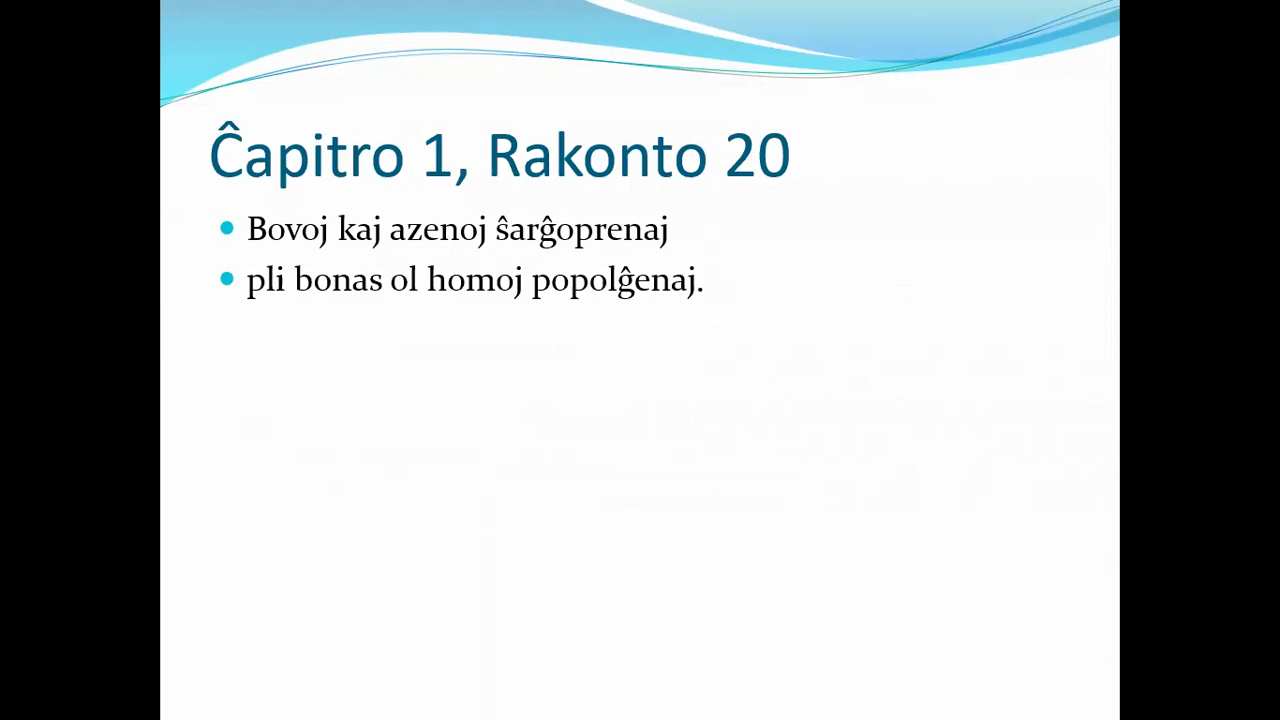 Ĉapitro 1, Rakonto 20
Bovoj kaj azenoj ŝarĝoprenaj
pli bonas ol homoj popolĝenaj.